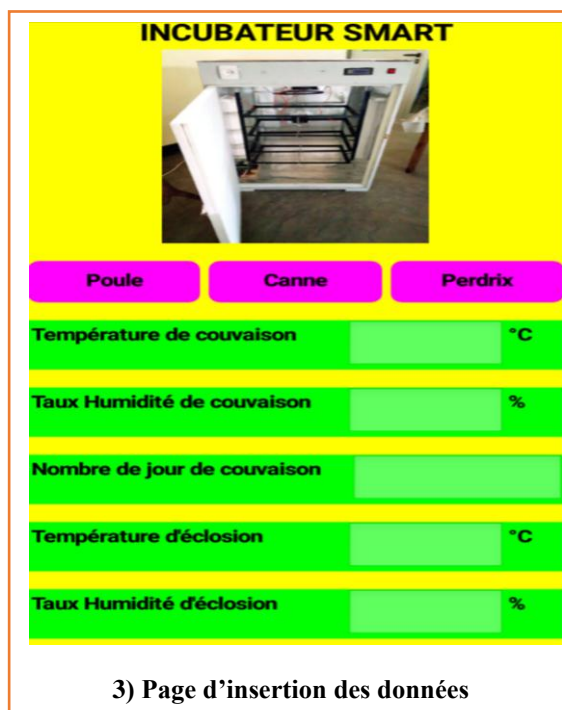 INCUBATEUR SMART
Poule Canne Perdrix
Température de couvaison °C
Taux Humidité de couvaison %
Nombre de jour de couvaison
Température d'éclosion °C
Taux Humidité d'éclosion %
3) Page d’insertion des données